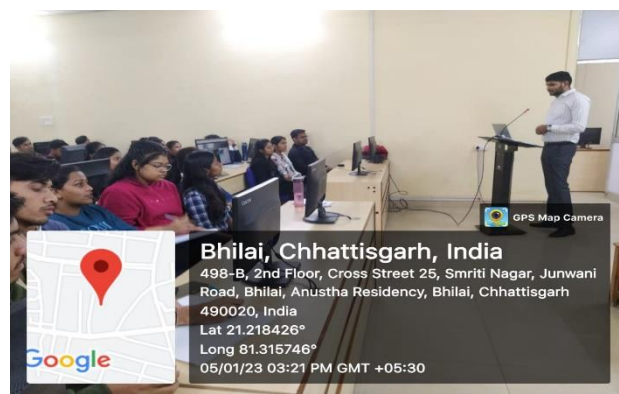 GPS Map Camera
Bhilai, Chhattisgarh, India
498-B, 2nd Floor, Cross Street 25, Smriti Nagar, Junwani
Road, Bhilai, Anustha Residency, Bhilai, Chhattisgarh
490020, India
Lat 21.218426°
Long 81.315746°
05/01/23 03:21 PM GMT +05:30
Google